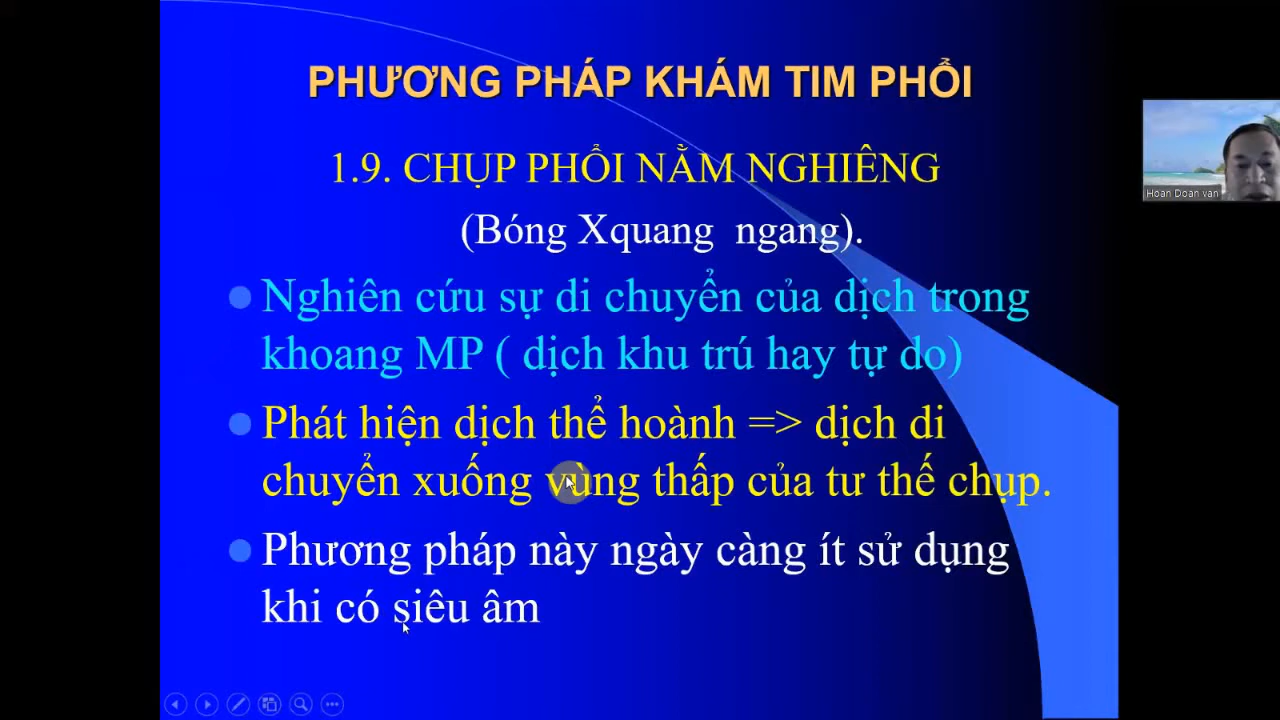 PHƯƠNG PHÁP KHÁM TIM PHỔI
1.9. CHỤP PHỔI NẰM NGHIÊNG
(Bóng Xquang ngang).
Nghiên cứu sự di chuyển của dịch trong
khoang MP ( dịch khu trú hay tự do)
Phát hiện dịch thể hoành => dịch di
chuyển xuống vùng thấp của tư thế chụp.
Phương pháp này ngày càng ít sử dụng
khi có siêu âm
Hoan Doan van